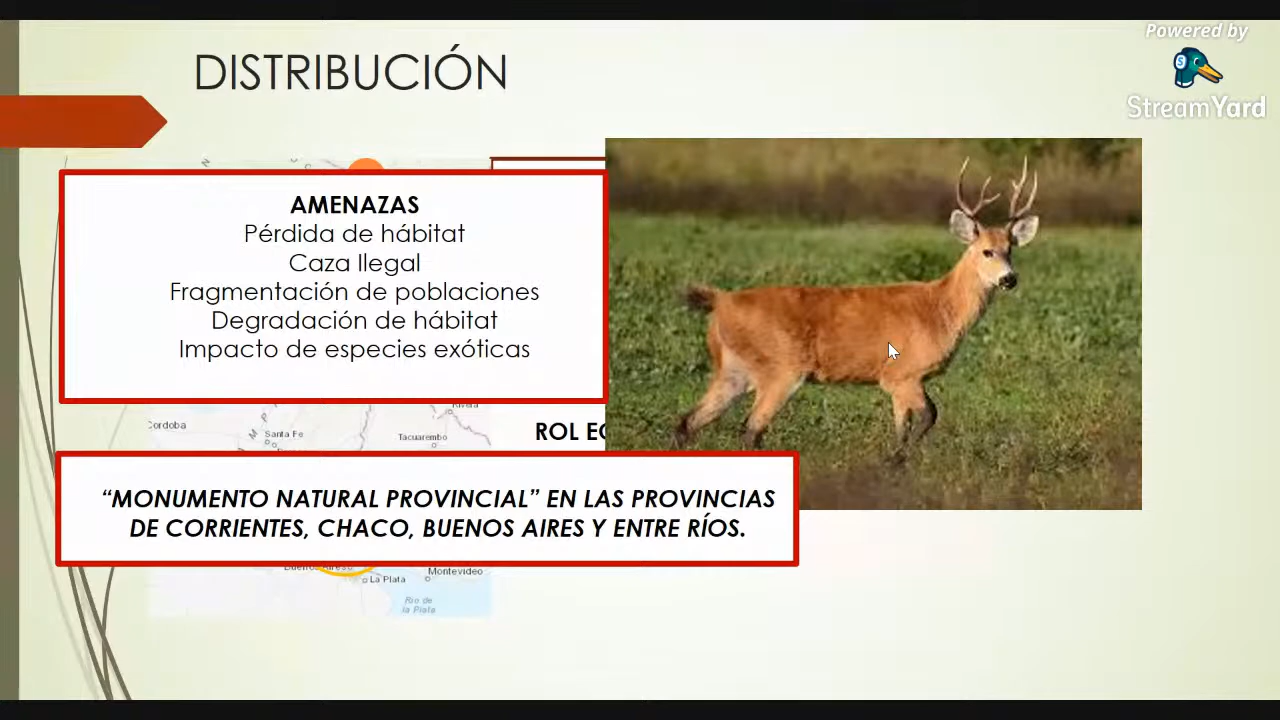 Powered by
StreamYard
DISTRIBUCIÓN
AMENAZAS
Pérdida de hábitat
Caza Ilegal
Fragmentación de poblaciones
Degradación de hábitat
Impacto de especies exóticas
Rivera
Cordoba
Santa Fe
Tacuarembo
ROL
“MONUMENTO NATURAL PROVINCIAL” EN LAS PROVINCIAS
DE CORRIENTES, CHACO, BUENOS AIRES Y ENTRE RÍOS.
Buenos Aires
La Plata
Montevideo
Rio de
la Plata